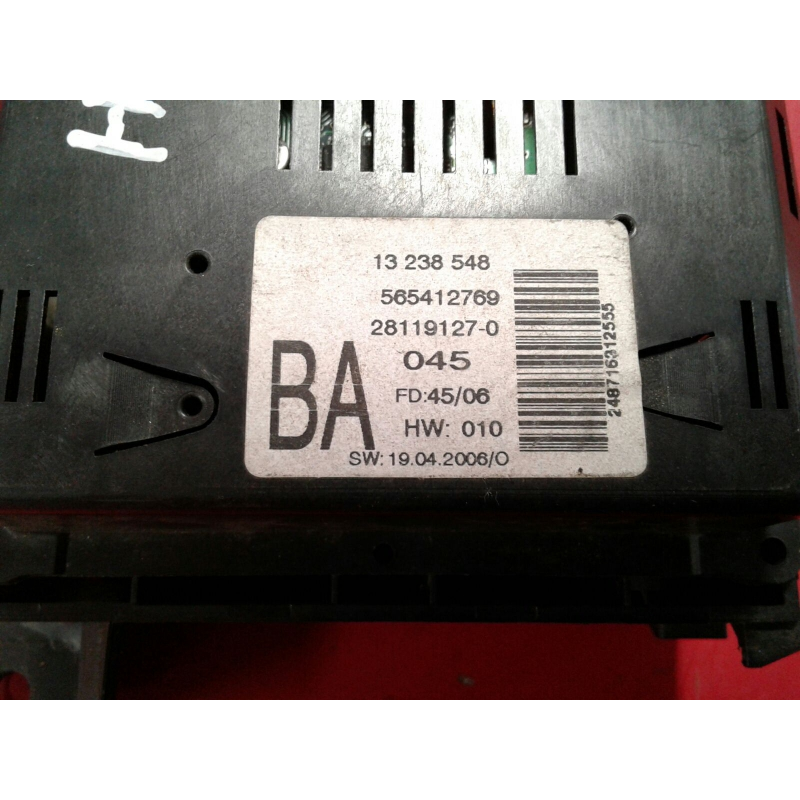 H
13 238 548
565412769
28119127-0
BA
045
FD:45/06
HW: 010
SW: 19.04.2006/O
248716312555